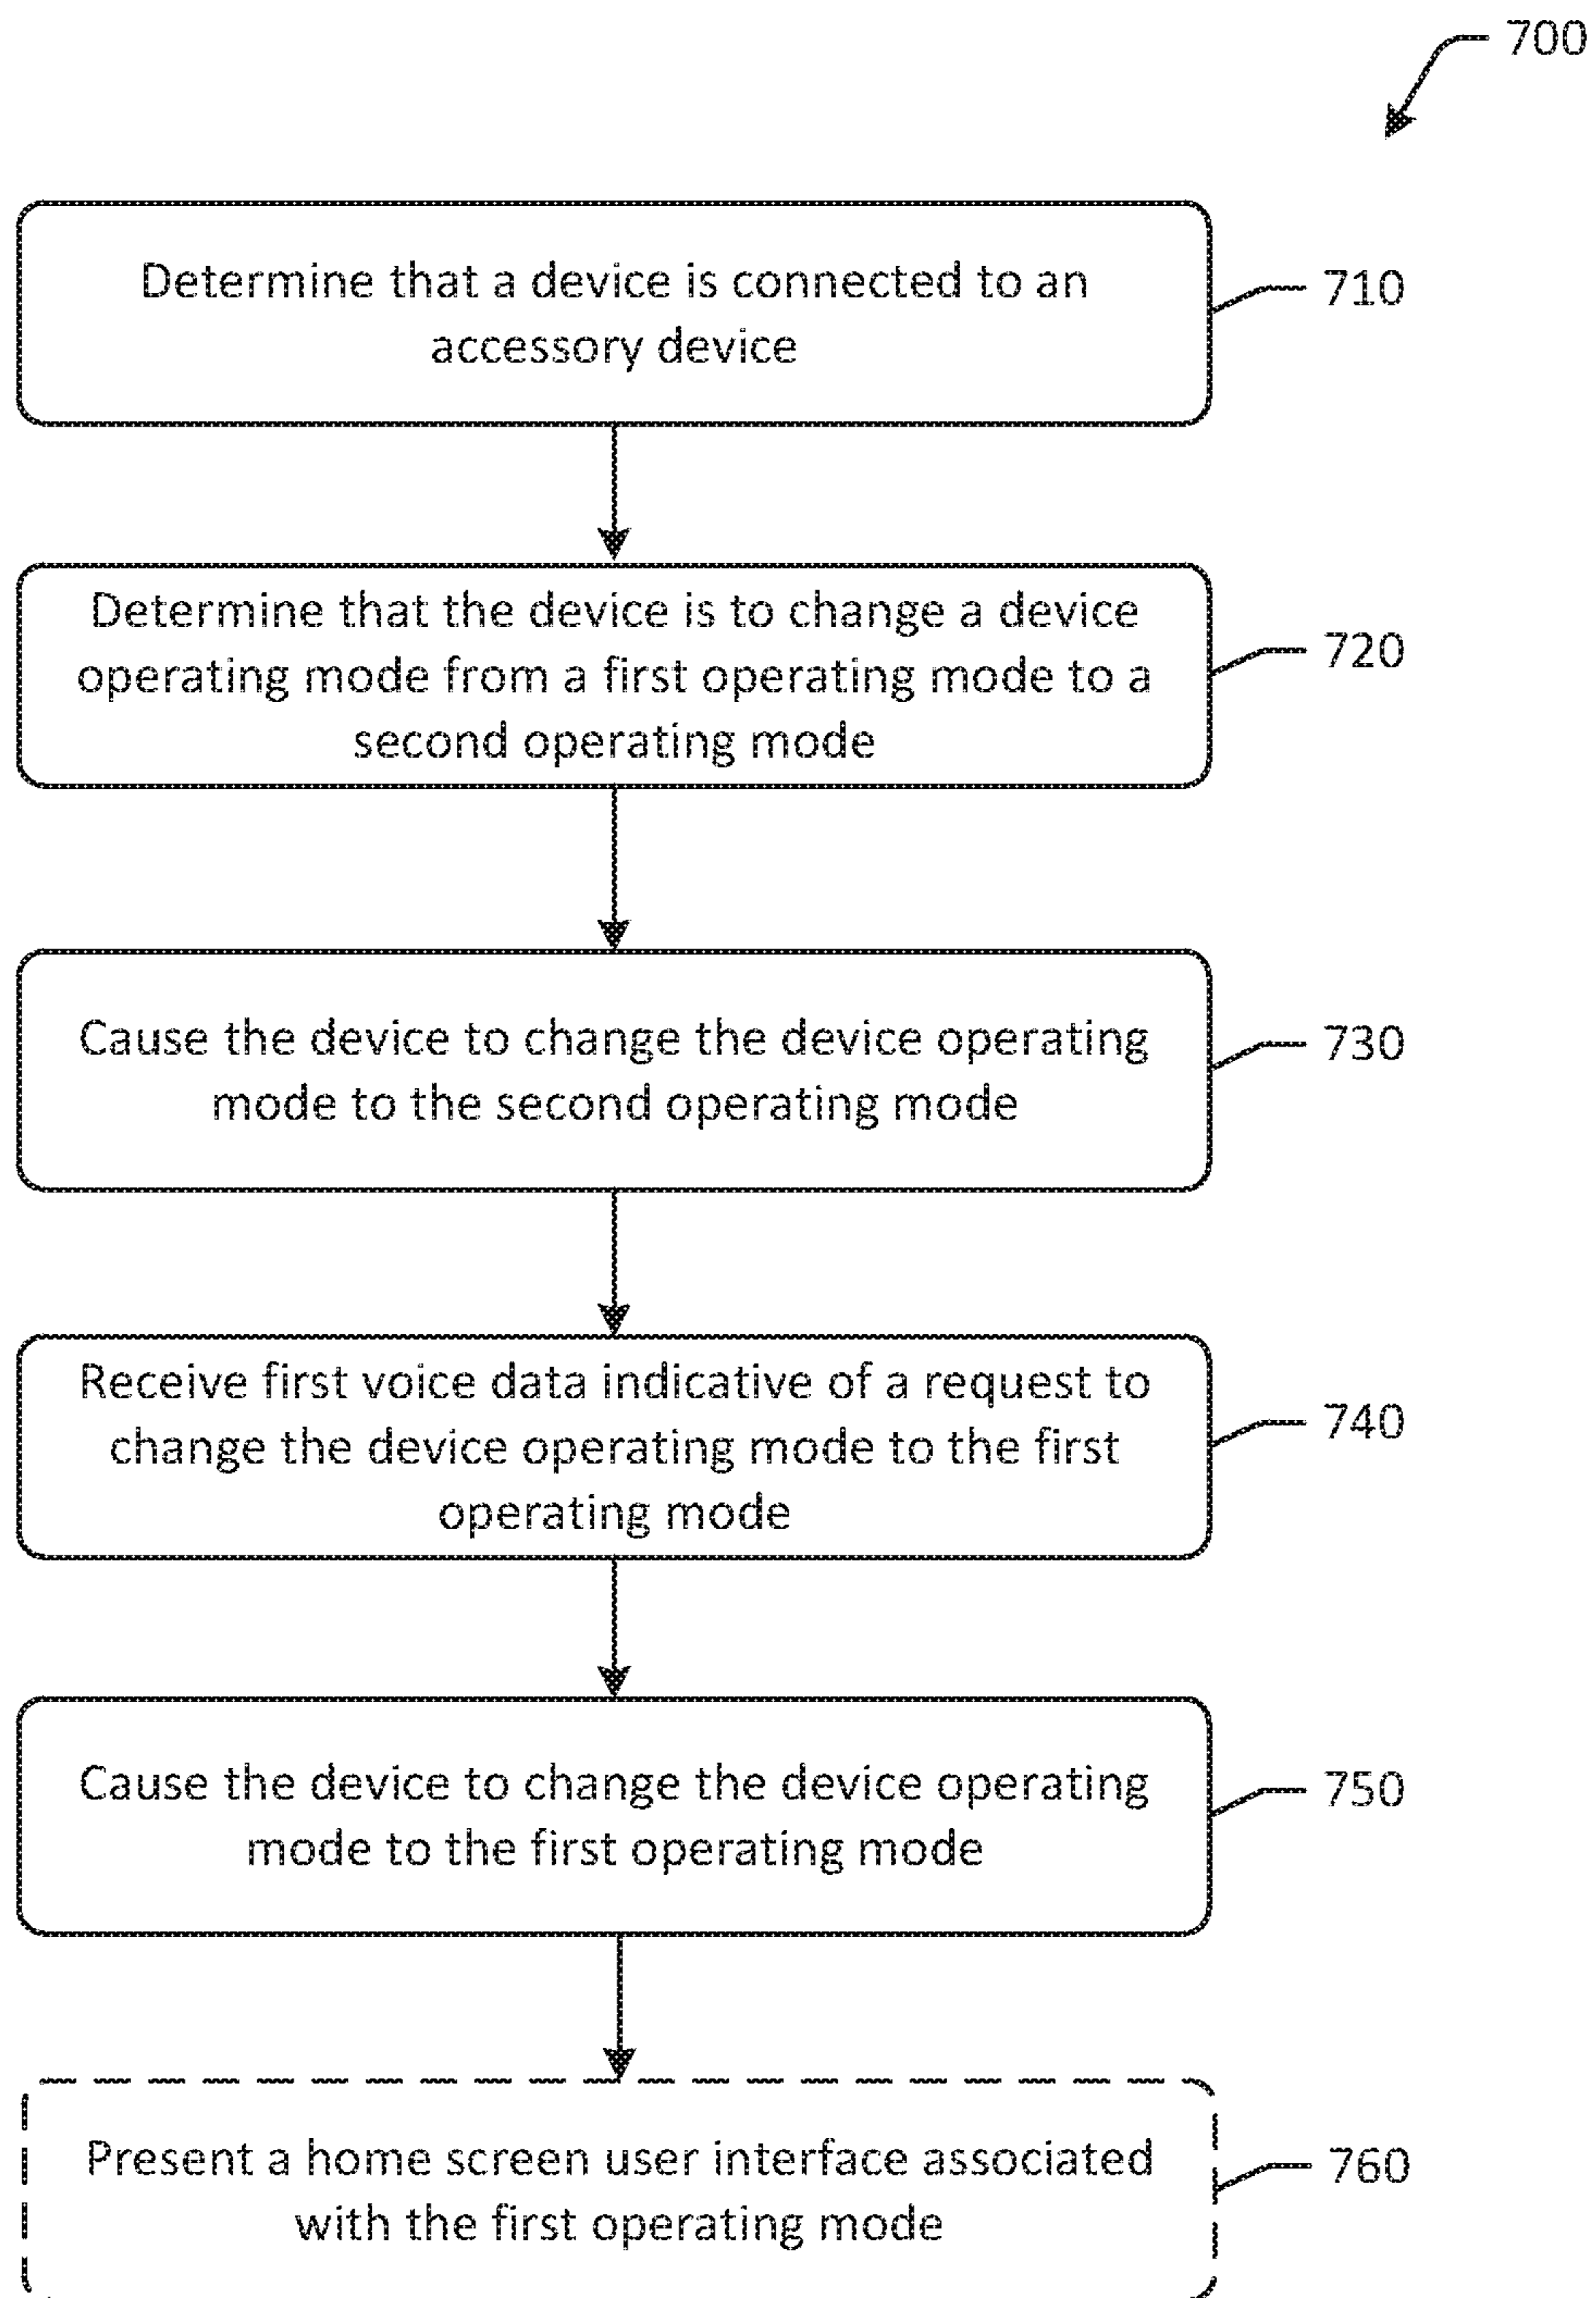 700
Determine that a device is connected to an
accessory device
710
Determine that the device is to change a device
operating mode from a first operating mode to a
second operating mode
720
Cause the device to change the device operating
mode to the second operating mode
730
Receive first voice data indicative of a request to
change the device operating mode to the first
operating mode
740
Cause the device to change the device operating
mode to the first operating mode
750
Present a home screen user interface associated
with the first operating mode
760